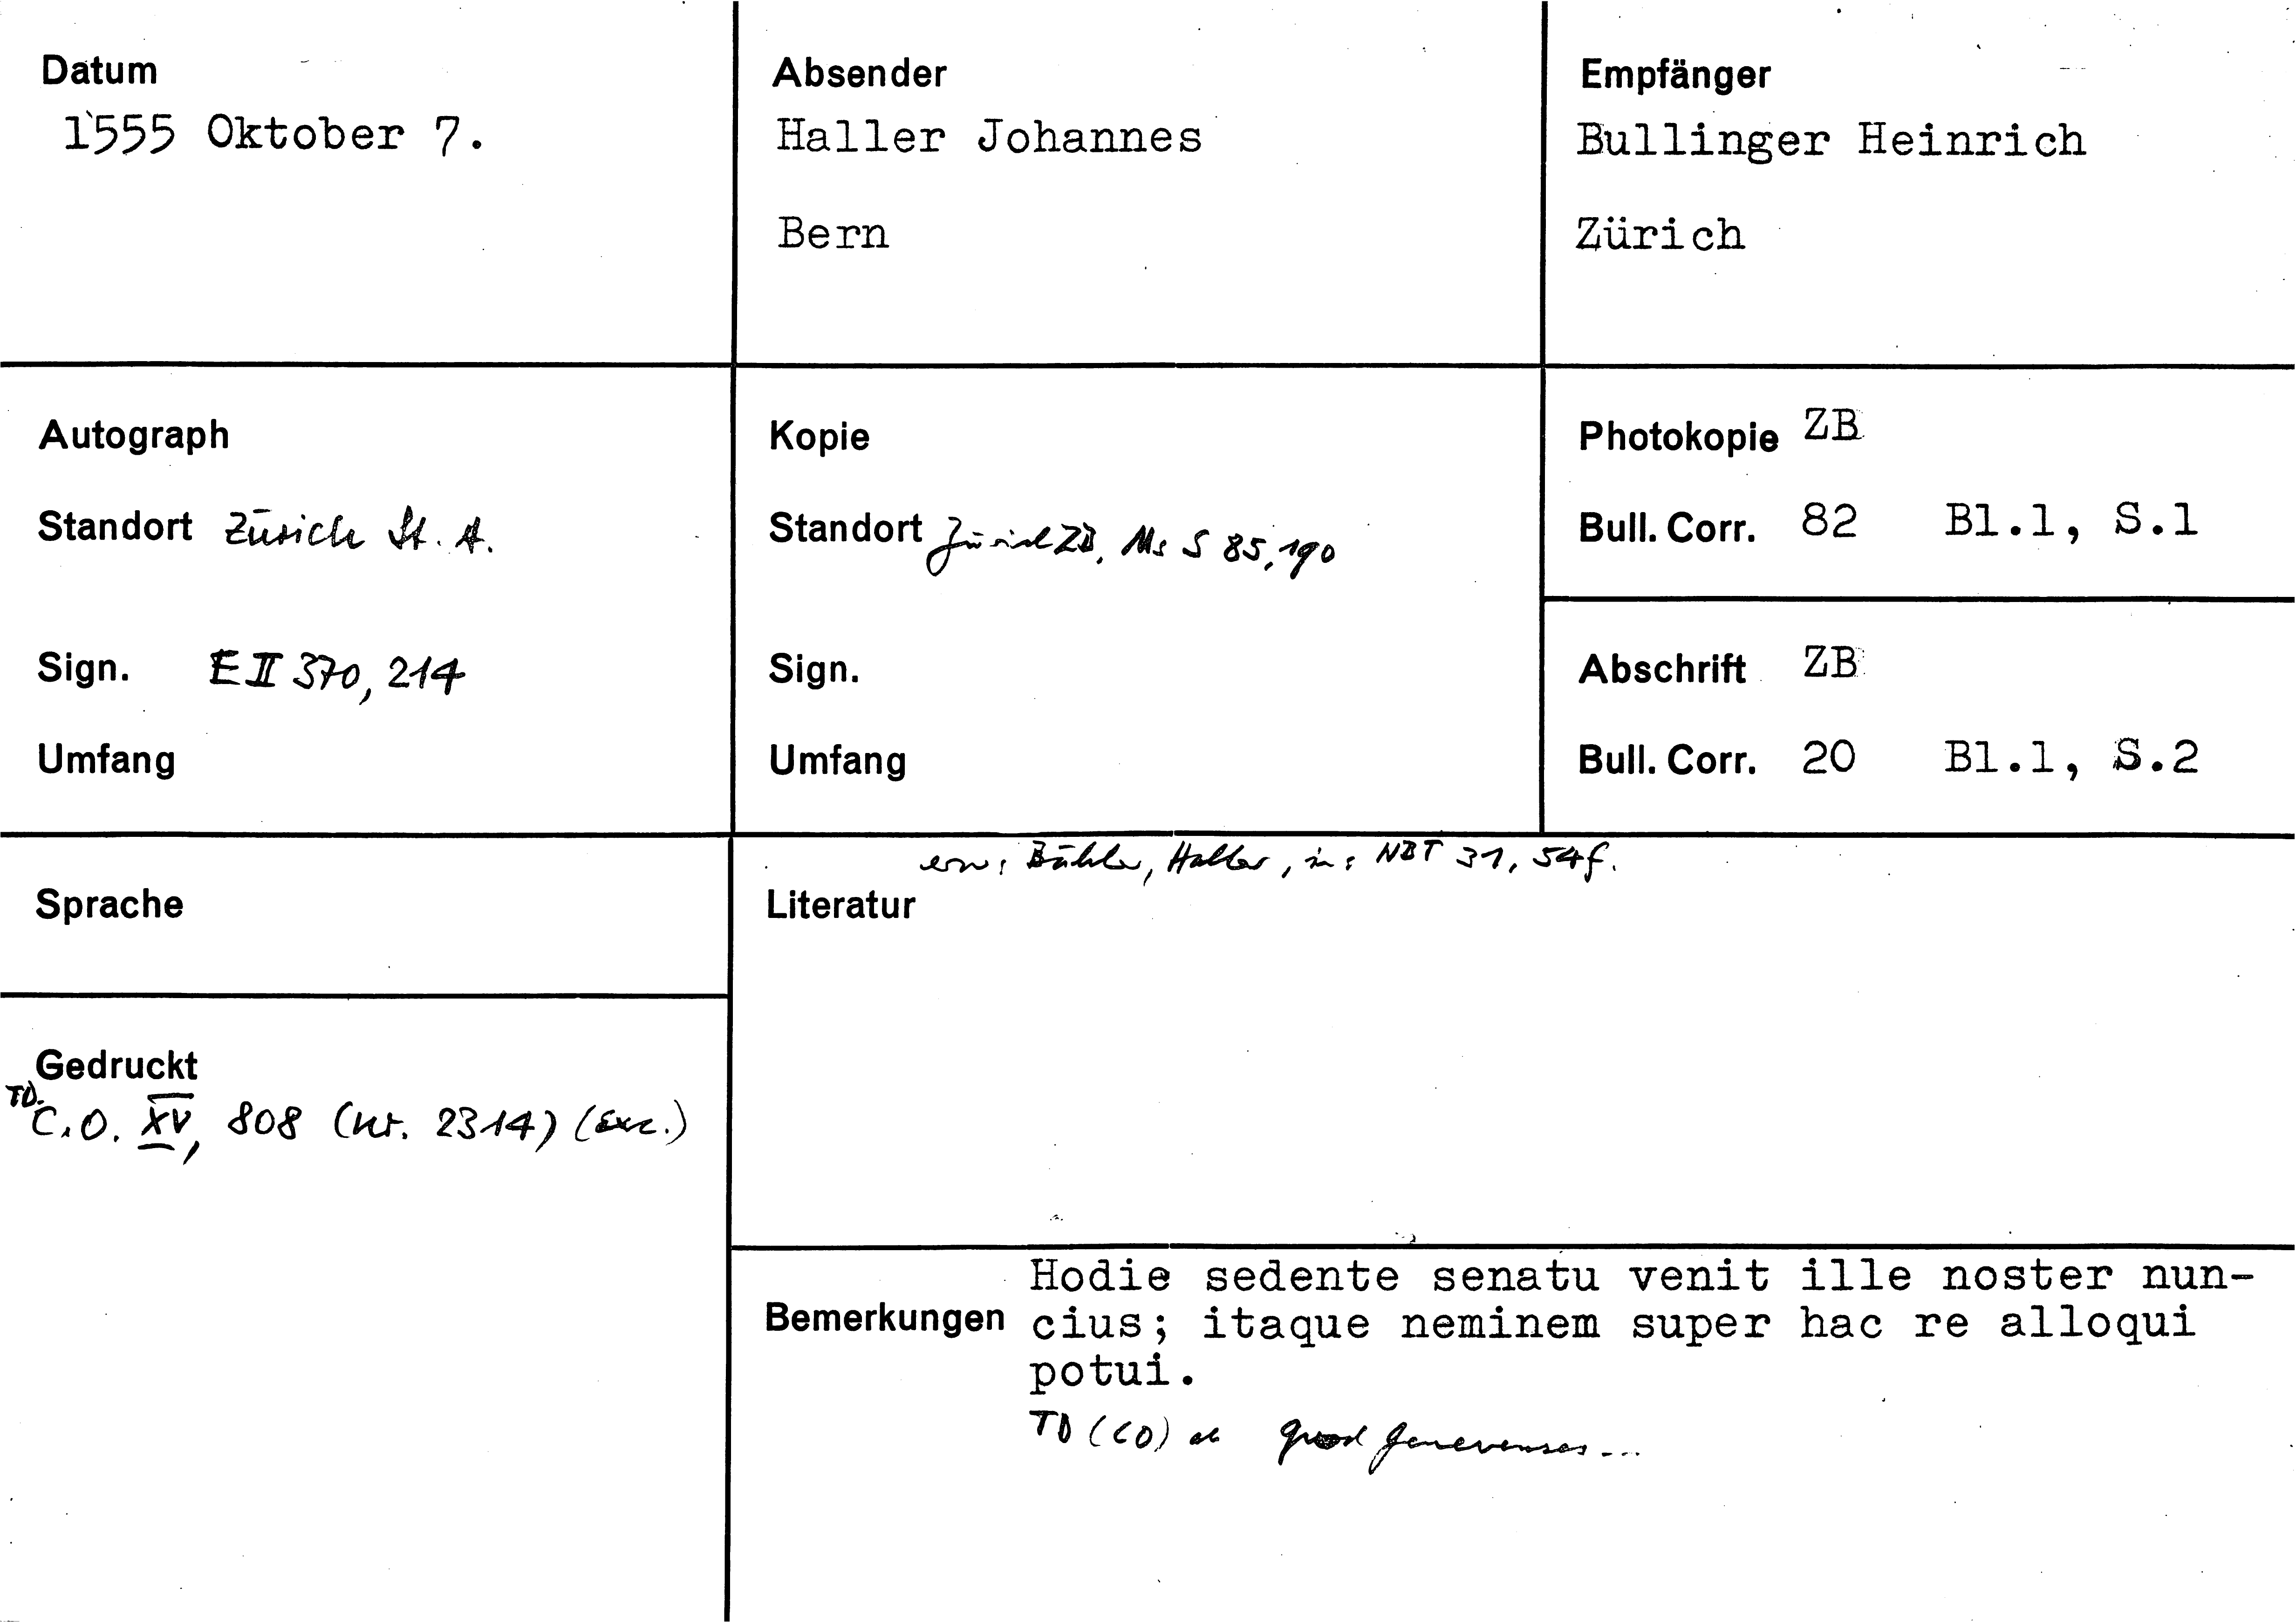 Datum
1555 Oktober 7.
Absender
Haller Johannes
Bern
Empfänger
Bullinger Heinrich
Zürich
Autograph
Standort Zürich St. A.
Sign. E II 370, 214
Umfang
Kopie
Standort Zürich ZB, Ms S 85, 190
Sign.
Umfang
Photokopie ZB
Bull. Corr. 82 Bl.1, S.1
Abschrift ZB
Bull. Corr. 20 Bl.1, S.2
Sprache
Gedruckt
TD. C.O. XV, 808 (Nr. 2314) (Exc.)
erw: Bähler, Haller, in: NBT 31, 54f.
Literatur
Bemerkungen
Hodie sedente senatu venit ille noster nun-
cius; itaque neminem super hac re alloqui
potui.
TD (CO) ab quod Genevenses...